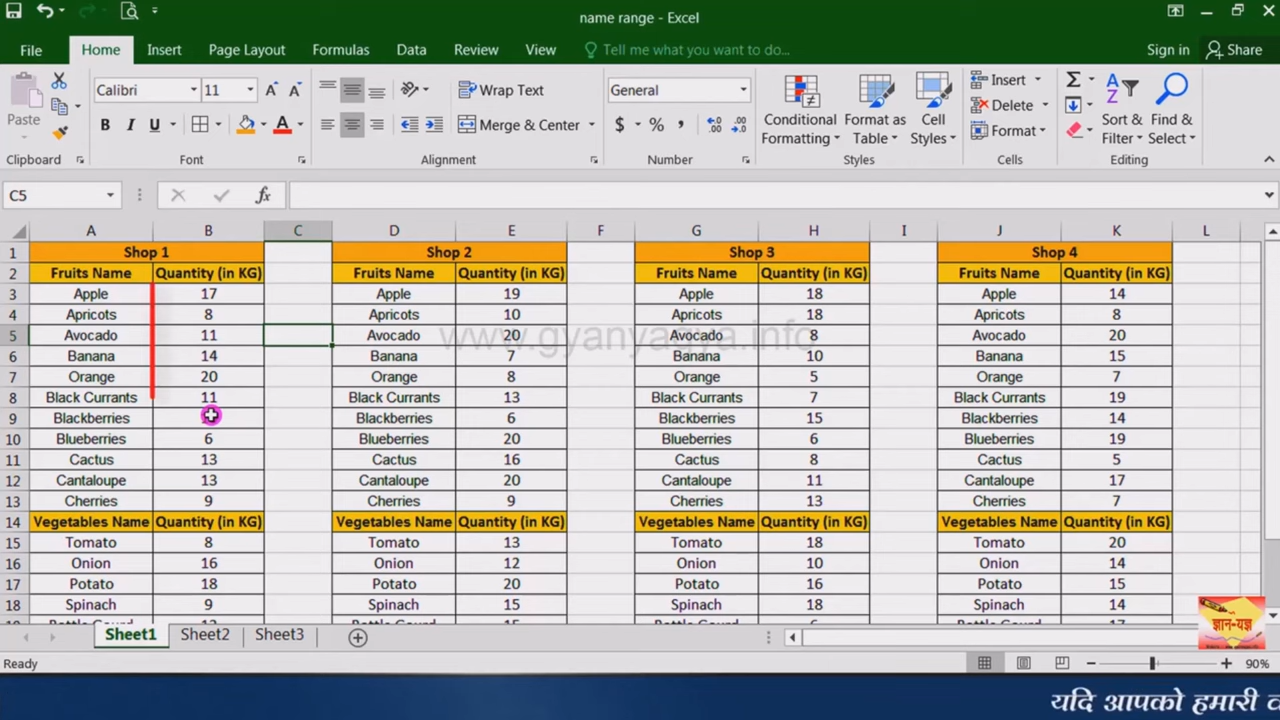 name range - Excel
File Home Insert Page Layout Formulas Data Review View Tell me what you want to do... Sign in Share
Calibri 11 Wrap Text General Insert
Paste Conditional Format as Cell Delete Sort & Find &
B I U Merge & Center $ % , Formatting Table Styles Format Filter Select
Clipboard Font Alignment Number Styles Cells Editing
C5 fx
A B C D E F G H I J K L
1 Shop 1 Shop 2 Shop 3 Shop 4
2 Fruits Name Quantity (in KG) Fruits Name Quantity (in KG) Fruits Name Quantity (in KG) Fruits Name Quantity (in KG)
3 Apple 17 Apple 19 Apple 18 Apple 14
4 Apricots 8 Apricots 10 Apricots 18 Apricots 8
5 Avocado 11 Avocado 20 Avocado 8 Avocado 20
www.gyanyagya.info
6 Banana 14 Banana 7 Banana 10 Banana 15
7 Orange 20 Orange 8 Orange 5 Orange 7
8 Black Currants 11 Black Currants 13 Black Currants 7 Black Currants 19
9 Blackberries Blackberries 6 Blackberries 15 Blackberries 14
10 Blueberries 6 Blueberries 20 Blueberries 6 Blueberries 19
11 Cactus 13 Cactus 16 Cactus 8 Cactus 5
12 Cantaloupe 13 Cantaloupe 20 Cantaloupe 11 Cantaloupe 17
13 Cherries 9 Cherries 9 Cherries 13 Cherries 7
14 Vegetables Name Quantity (in KG) Vegetables Name Quantity (in KG) Vegetables Name Quantity (in KG) Vegetables Name Quantity (in KG)
15 Tomato 8 Tomato 13 Tomato 18 Tomato 20
16 Onion 16 Onion 12 Onion 10 Onion 14
17 Potato 18 Potato 20 Potato 16 Potato 15
18 Spinach 9 Spinach 15 Spinach 18 Spinach 14
ज्ञान-यज्ञ
Sheet1 Sheet2 Sheet3
Ready 90%
यदि आपको हमारी